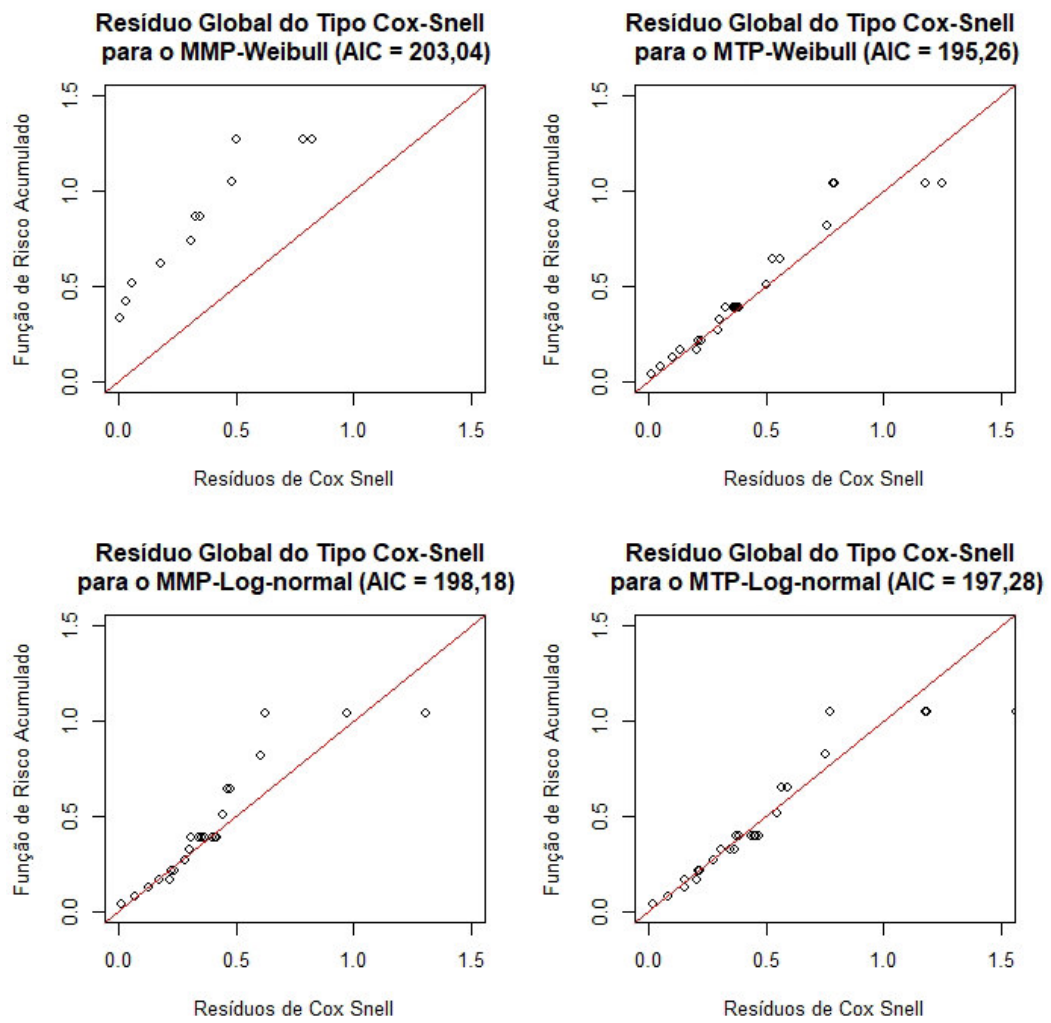 Resíduo Global do Tipo Cox-Snell
para o MMP-Weibull (AIC = 203,04)
Função de Risco Acumulado
1.5
1.0
0.5
0.0
0.0 0.5 1.0 1.5
Resíduos de Cox Snell
Resíduo Global do Tipo Cox-Snell
para o MTP-Weibull (AIC = 195,26)
Função de Risco Acumulado
1.5
1.0
0.5
0.0
0.0 0.5 1.0 1.5
Resíduos de Cox Snell
Resíduo Global do Tipo Cox-Snell
para o MMP-Log-normal (AIC = 198,18)
Função de Risco Acumulado
1.5
1.0
0.5
0.0
0.0 0.5 1.0 1.5
Resíduos de Cox Snell
Resíduo Global do Tipo Cox-Snell
para o MTP-Log-normal (AIC = 197,28)
Função de Risco Acumulado
1.5
1.0
0.5
0.0
0.0 0.5 1.0 1.5
Resíduos de Cox Snell